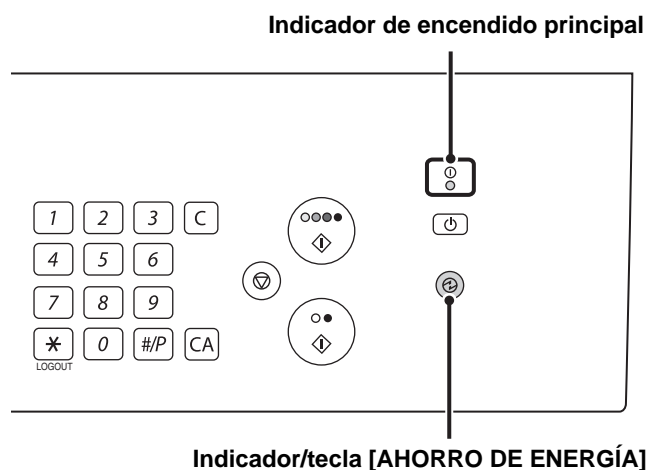 Indicador de encendido principal
1 2 3 C
4 5 6
7 8 9
* 0 #/P CA
LOGOUT
Indicador/tecla [AHORRO DE ENERGÍA]